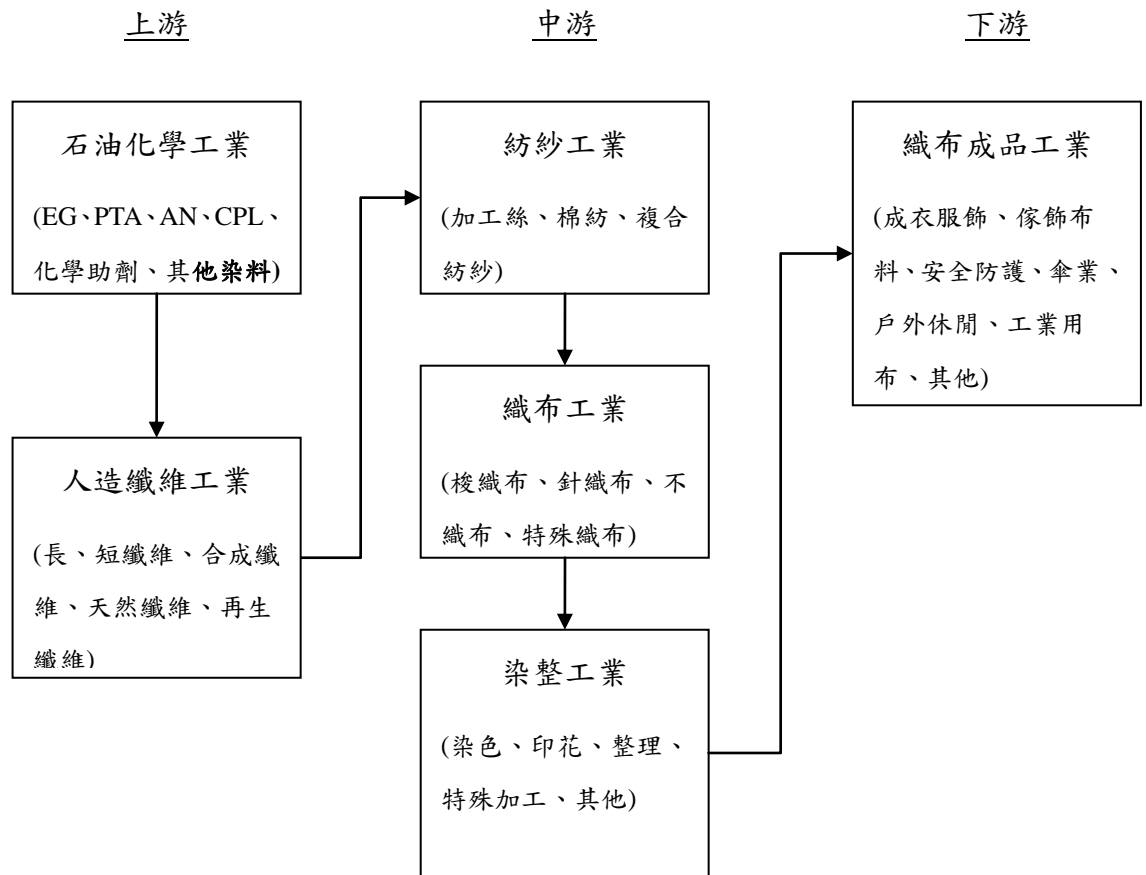 上游
中游
下游
石油化學工業
(EG、PTA、AN、CPL、
化學助劑、其他染料)
人造纖維工業
(長、短纖維、合成纖
維、天然纖維、再生
纖維)
紡紗工業
(加工絲、棉紡、複合
紡紗)
織布工業
(梭織布、針織布、不
織布、特殊織布)
染整工業
(染色、印花、整理、
特殊加工、其他)
織布成品工業
(成衣服飾、傢飾布
料、安全防護、傘業、
戶外休閒、工業用
布、其他)